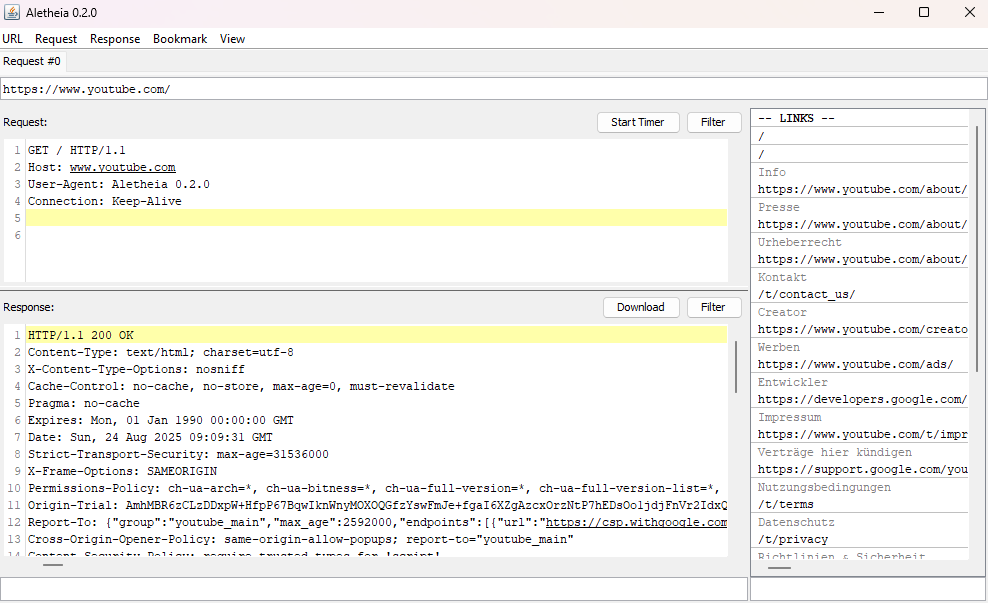 Aletheia 0.2.0
URL Request Response Bookmark View
Request #0
https://www.youtube.com/
Request:
Start Timer
Filter
1 GET / HTTP/1.1
2 Host: www.youtube.com
3 User-Agent: Aletheia 0.2.0
4 Connection: Keep-Alive
5
6
Response:
Download
Filter
1 HTTP/1.1 200 OK
2 Content-Type: text/html; charset=utf-8
3 X-Content-Type-Options: nosniff
4 Cache-Control: no-cache, no-store, max-age=0, must-revalidate
5 Pragma: no-cache
6 Expires: Mon, 01 Jan 1990 00:00:00 GMT
7 Date: Sun, 24 Aug 2025 09:09:31 GMT
8 Strict-Transport-Security: max-age=31536000
9 X-Frame-Options: SAMEORIGIN
10 Permissions-Policy: ch-ua-arch=*, ch-ua-bitness=*, ch-ua-full-version=*, ch-ua-full-version-list=*,
11 Origin-Trial:
12 Report-To: {"group":"youtube_main","max_age":2592000,"endpoints":[{"url":"https://csp.withgoogle.com
13 Cross-Origin-Opener-Policy: same-origin-allow-popups; report-to="youtube_main"
14 Content-Security-Policy: require-trusted-types-for 'script'
-- LINKS --
/
/
Info
https://www.youtube.com/about/
Presse
https://www.youtube.com/about/
Urheberrecht
https://www.youtube.com/about/
Kontakt
/t/contact_us/
Creator
https://www.youtube.com/creato
Werben
https://www.youtube.com/ads/
Entwickler
https://developers.google.com/
Impressum
https://www.youtube.com/t/impr
Verträge hier kündigen
https://support.google.com/you
Nutzungsbedingungen
/t/terms
Datenschutz
/t/privacy
Richtlinien & Sicherheit